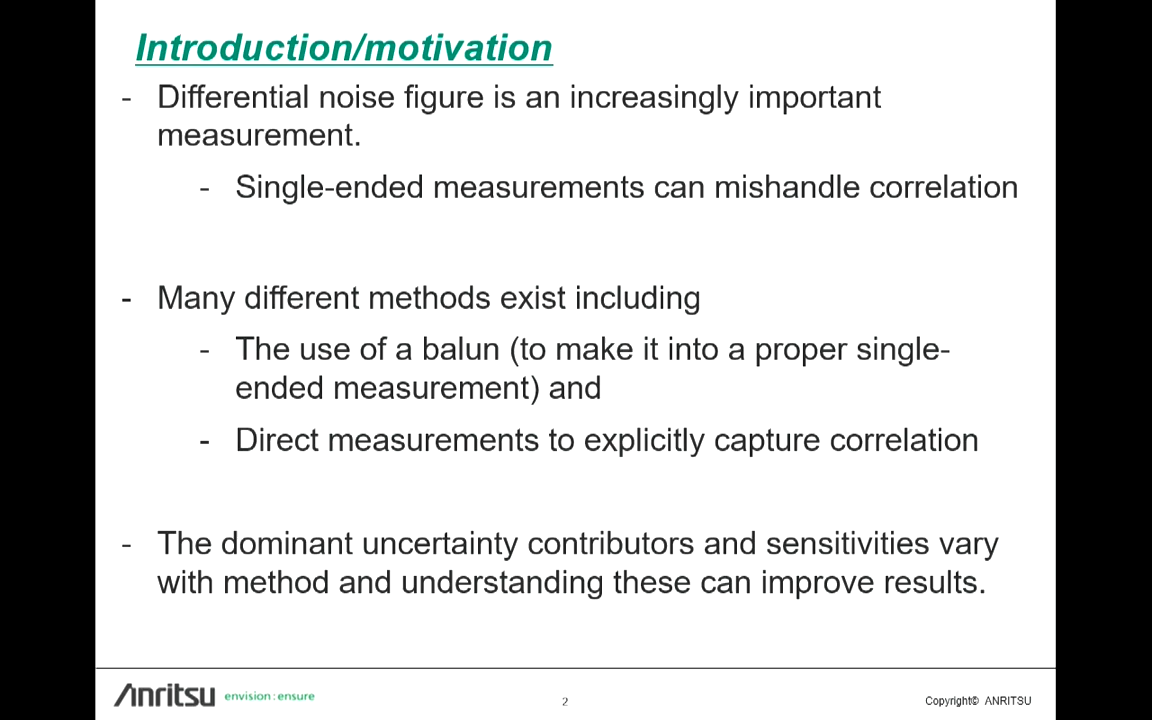 Introduction/motivation
- Differential noise figure is an increasingly important
measurement.
- Single-ended measurements can mishandle correlation
- Many different methods exist including
- The use of a balun (to make it into a proper single-
ended measurement) and
- Direct measurements to explicitly capture correlation
- The dominant uncertainty contributors and sensitivities vary
with method and understanding these can improve results.
Anritsu envision : ensure
2
Copyright© ANRITSU